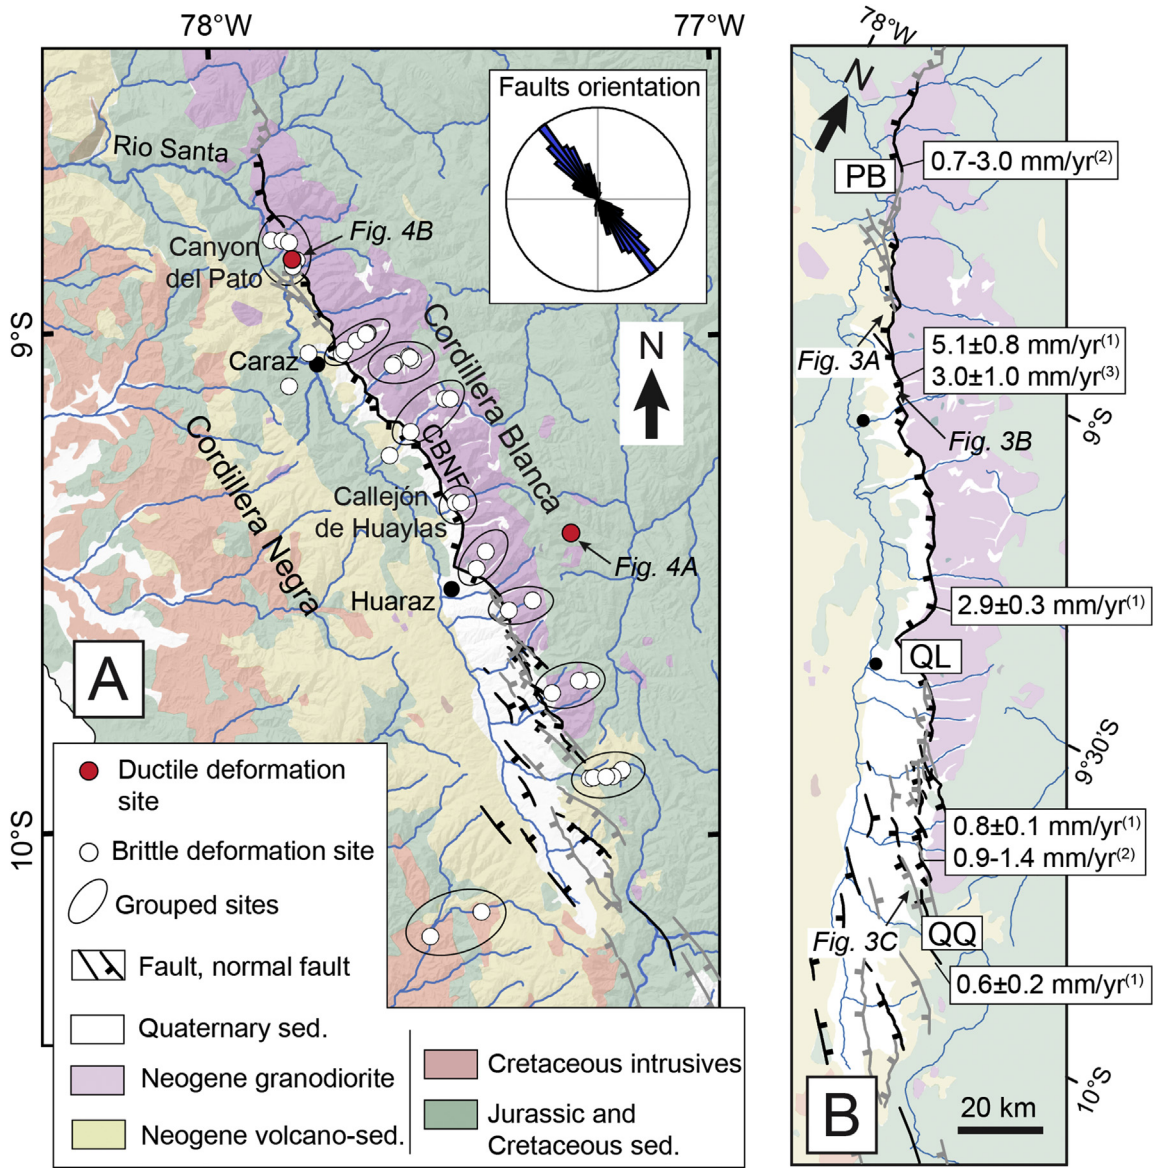 78°W
77°W
9°S
10°S
Faults orientation
Rio Santa
Canyon
del Pato
Fig. 4B
Caraz
Cordillera Blanca
N
CBNF
Cordillera Negra
Callejón
de Huaylas
Fig. 4A
Huaraz
A
Ductile deformation
site
Brittle deformation site
Grouped sites
Fault, normal fault
Quaternary sed.
Neogene granodiorite
Neogene volcano-sed.
Cretaceous intrusives
Jurassic and
Cretaceous sed.
78°W
N
PB
0.7-3.0 mm/yr(2)
Fig. 3A
5.1±0.8 mm/yr(1)
3.0±1.0 mm/yr(3)
9°S
Fig. 3B
2.9±0.3 mm/yr(1)
QL
9°30'S
0.8±0.1 mm/yr(1)
0.9-1.4 mm/yr(2)
Fig. 3C
QQ
0.6±0.2 mm/yr(1)
10°S
B
20 km